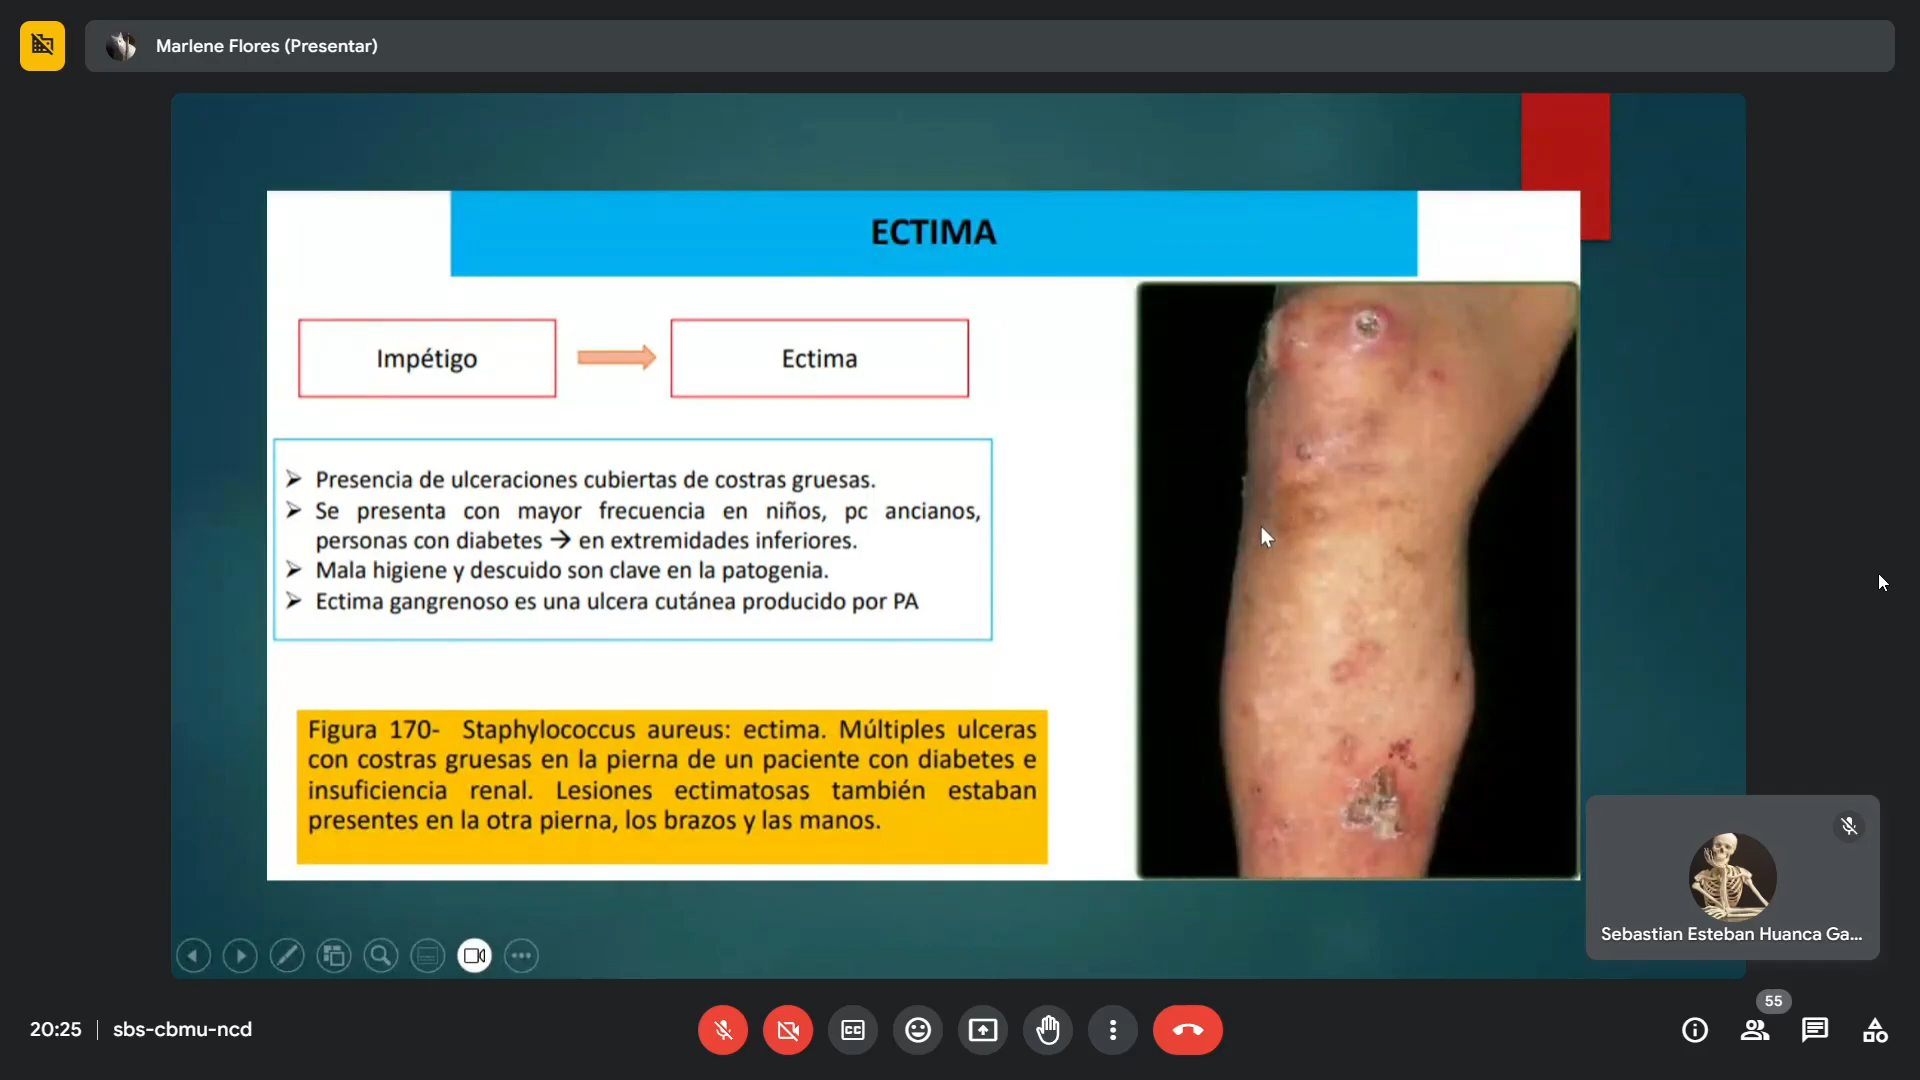 Marlene Flores (Presentar)
ECTIMA
Impétigo
Ectima
Presencia de ulceraciones cubiertas de costras gruesas.
Se presenta con mayor frecuencia en niños, pc ancianos,
personas con diabetes → en extremidades inferiores.
Mala higiene y descuido son clave en la patogenia.
Ectima gangrenoso es una ulcera cutánea producido por PA
Figura 170- Staphylococcus aureus: ectima. Múltiples ulceras
con costras gruesas en la pierna de un paciente con diabetes e
insuficiencia renal. Lesiones ectimatosas también estaban
presentes en la otra pierna, los brazos y las manos.
Sebastian Esteban Huanca Ga...
20:25 | sbs-cbmu-ncd
CC
55